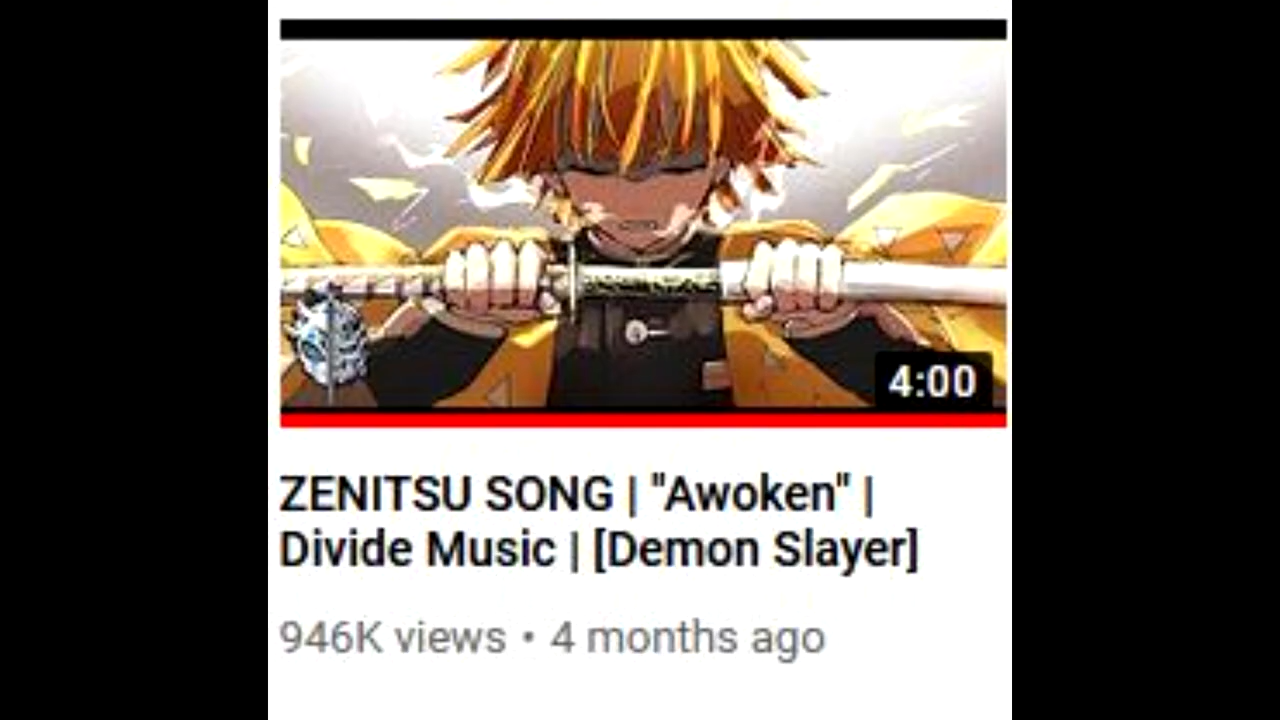 4:00
ZENITSU SONG | "Awoken" |
Divide Music | [Demon Slayer]
946K views • 4 months ago